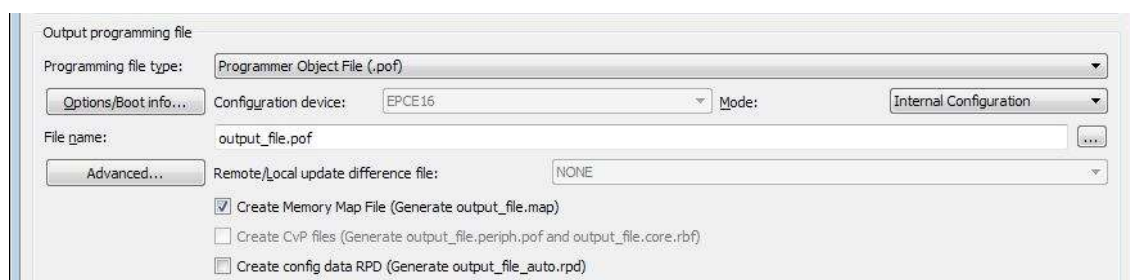 Output programming file
Programming file type: Programmer Object File (.pof)
Options/Boot info... Configuration device: EPCE16 Mode: Internal Configuration
File name: output_file.pof ...
Advanced... Remote/Local update difference file: NONE
Create Memory Map File (Generate output_file.map)
Create CvP files (Generate output_file.periph.pof and output_file.core.rbf)
Create config data RPD (Generate output_file_auto.rpd)